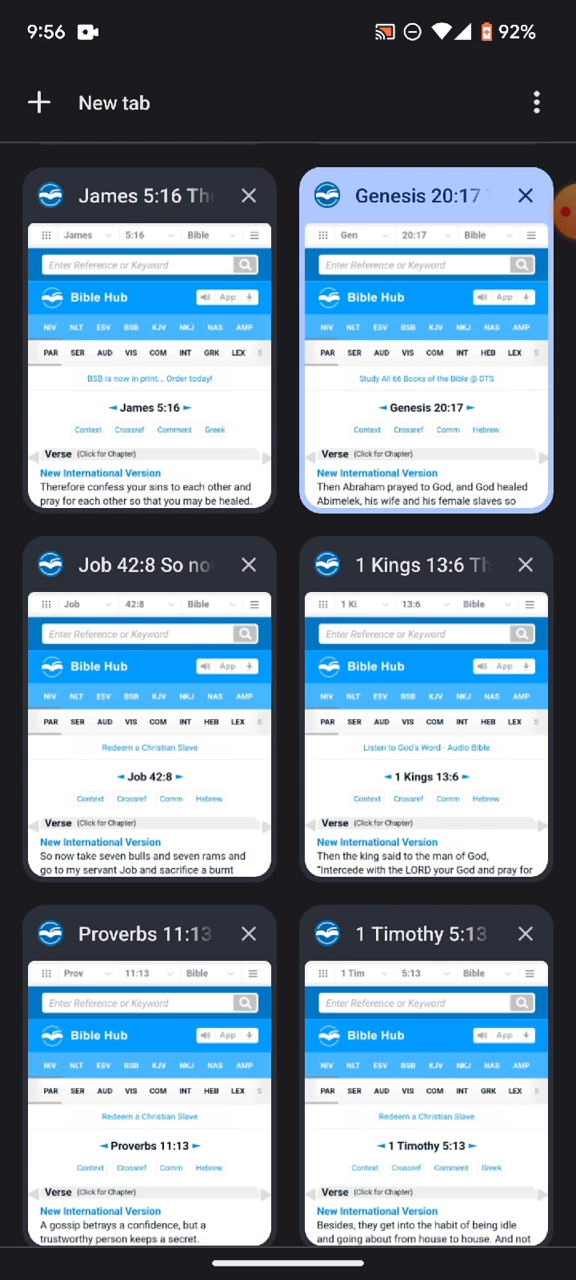 9:56 92%
New tab
James 5:16 Th
James 5:16 Bible
Enter Reference or Keyword
Bible Hub App
NIV NLT ESV BSB KJV NKJ NAS AMP
PAR SER AUD VIS COM INT GRK LEX S
BSB is now in print... Order today!
James 5:16
Context Crossref Comment Greek
Verse (Click for Chapter)
New International Version
Therefore confess your sins to each other and
pray for each other so that you may be healed.
Genesis 20:17 T
Gen 20:17 Bible
Enter Reference or Keyword
Bible Hub App
NIV NLT ESV BSB KJV NKJ NAS AMP
PAR SER AUD VIS COM INT HEB LEX S
Study All 66 Books of the Bible @ DTS
Genesis 20:17
Context Crossref Comm Hebrew
Verse (Click for Chapter)
New International Version
Then Abraham prayed to God, and God healed
Abimelek, his wife and his female slaves so
Job 42:8 So no
Job 42:8 Bible
Enter Reference or Keyword
Bible Hub App
NIV NLT ESV BSB KJV NKJ NAS AMP
PAR SER AUD VIS COM INT HEB LEX S
Redeem a Christian Slave
Job 42:8
Context Crossref Comm Hebrew
Verse (Click for Chapter)
New International Version
So now take seven bulls and seven rams and
go to my servant Job and sacrifice a burnt
1 Kings 13:6 Th
1 Ki 13:6 Bible
Enter Reference or Keyword
Bible Hub App
NIV NLT ESV BSB KJV NKJ NAS AMP
PAR SER AUD VIS COM INT HEB LEX S
Listen to God's Word - Audio Bible
1 Kings 13:6
Context Crossref Comm Hebrew
Verse (Click for Chapter)
New International Version
Then the king said to the man of God,
“Intercede with the LORD your God and pray for
Proverbs 11:13
Prov 11:13 Bible
Enter Reference or Keyword
Bible Hub App
NIV NLT ESV BSB KJV NKJ NAS AMP
PAR SER AUD VIS COM INT HEB LEX S
Redeem a Christian Slave
Proverbs 11:13
Context Crossref Comm Hebrew
Verse (Click for Chapter)
New International Version
A gossip betrays a confidence, but a
trustworthy person keeps a secret.
1 Timothy 5:13
1 Tim 5:13 Bible
Enter Reference or Keyword
Bible Hub App
NIV NLT ESV BSB KJV NKJ NAS AMP
PAR SER AUD VIS COM INT GRK LEX S
Redeem a Christian Slave
1 Timothy 5:13
Context Crossref Comment Greek
Verse (Click for Chapter)
New International Version
Besides, they get into the habit of being idle
and going about from house to house. And not